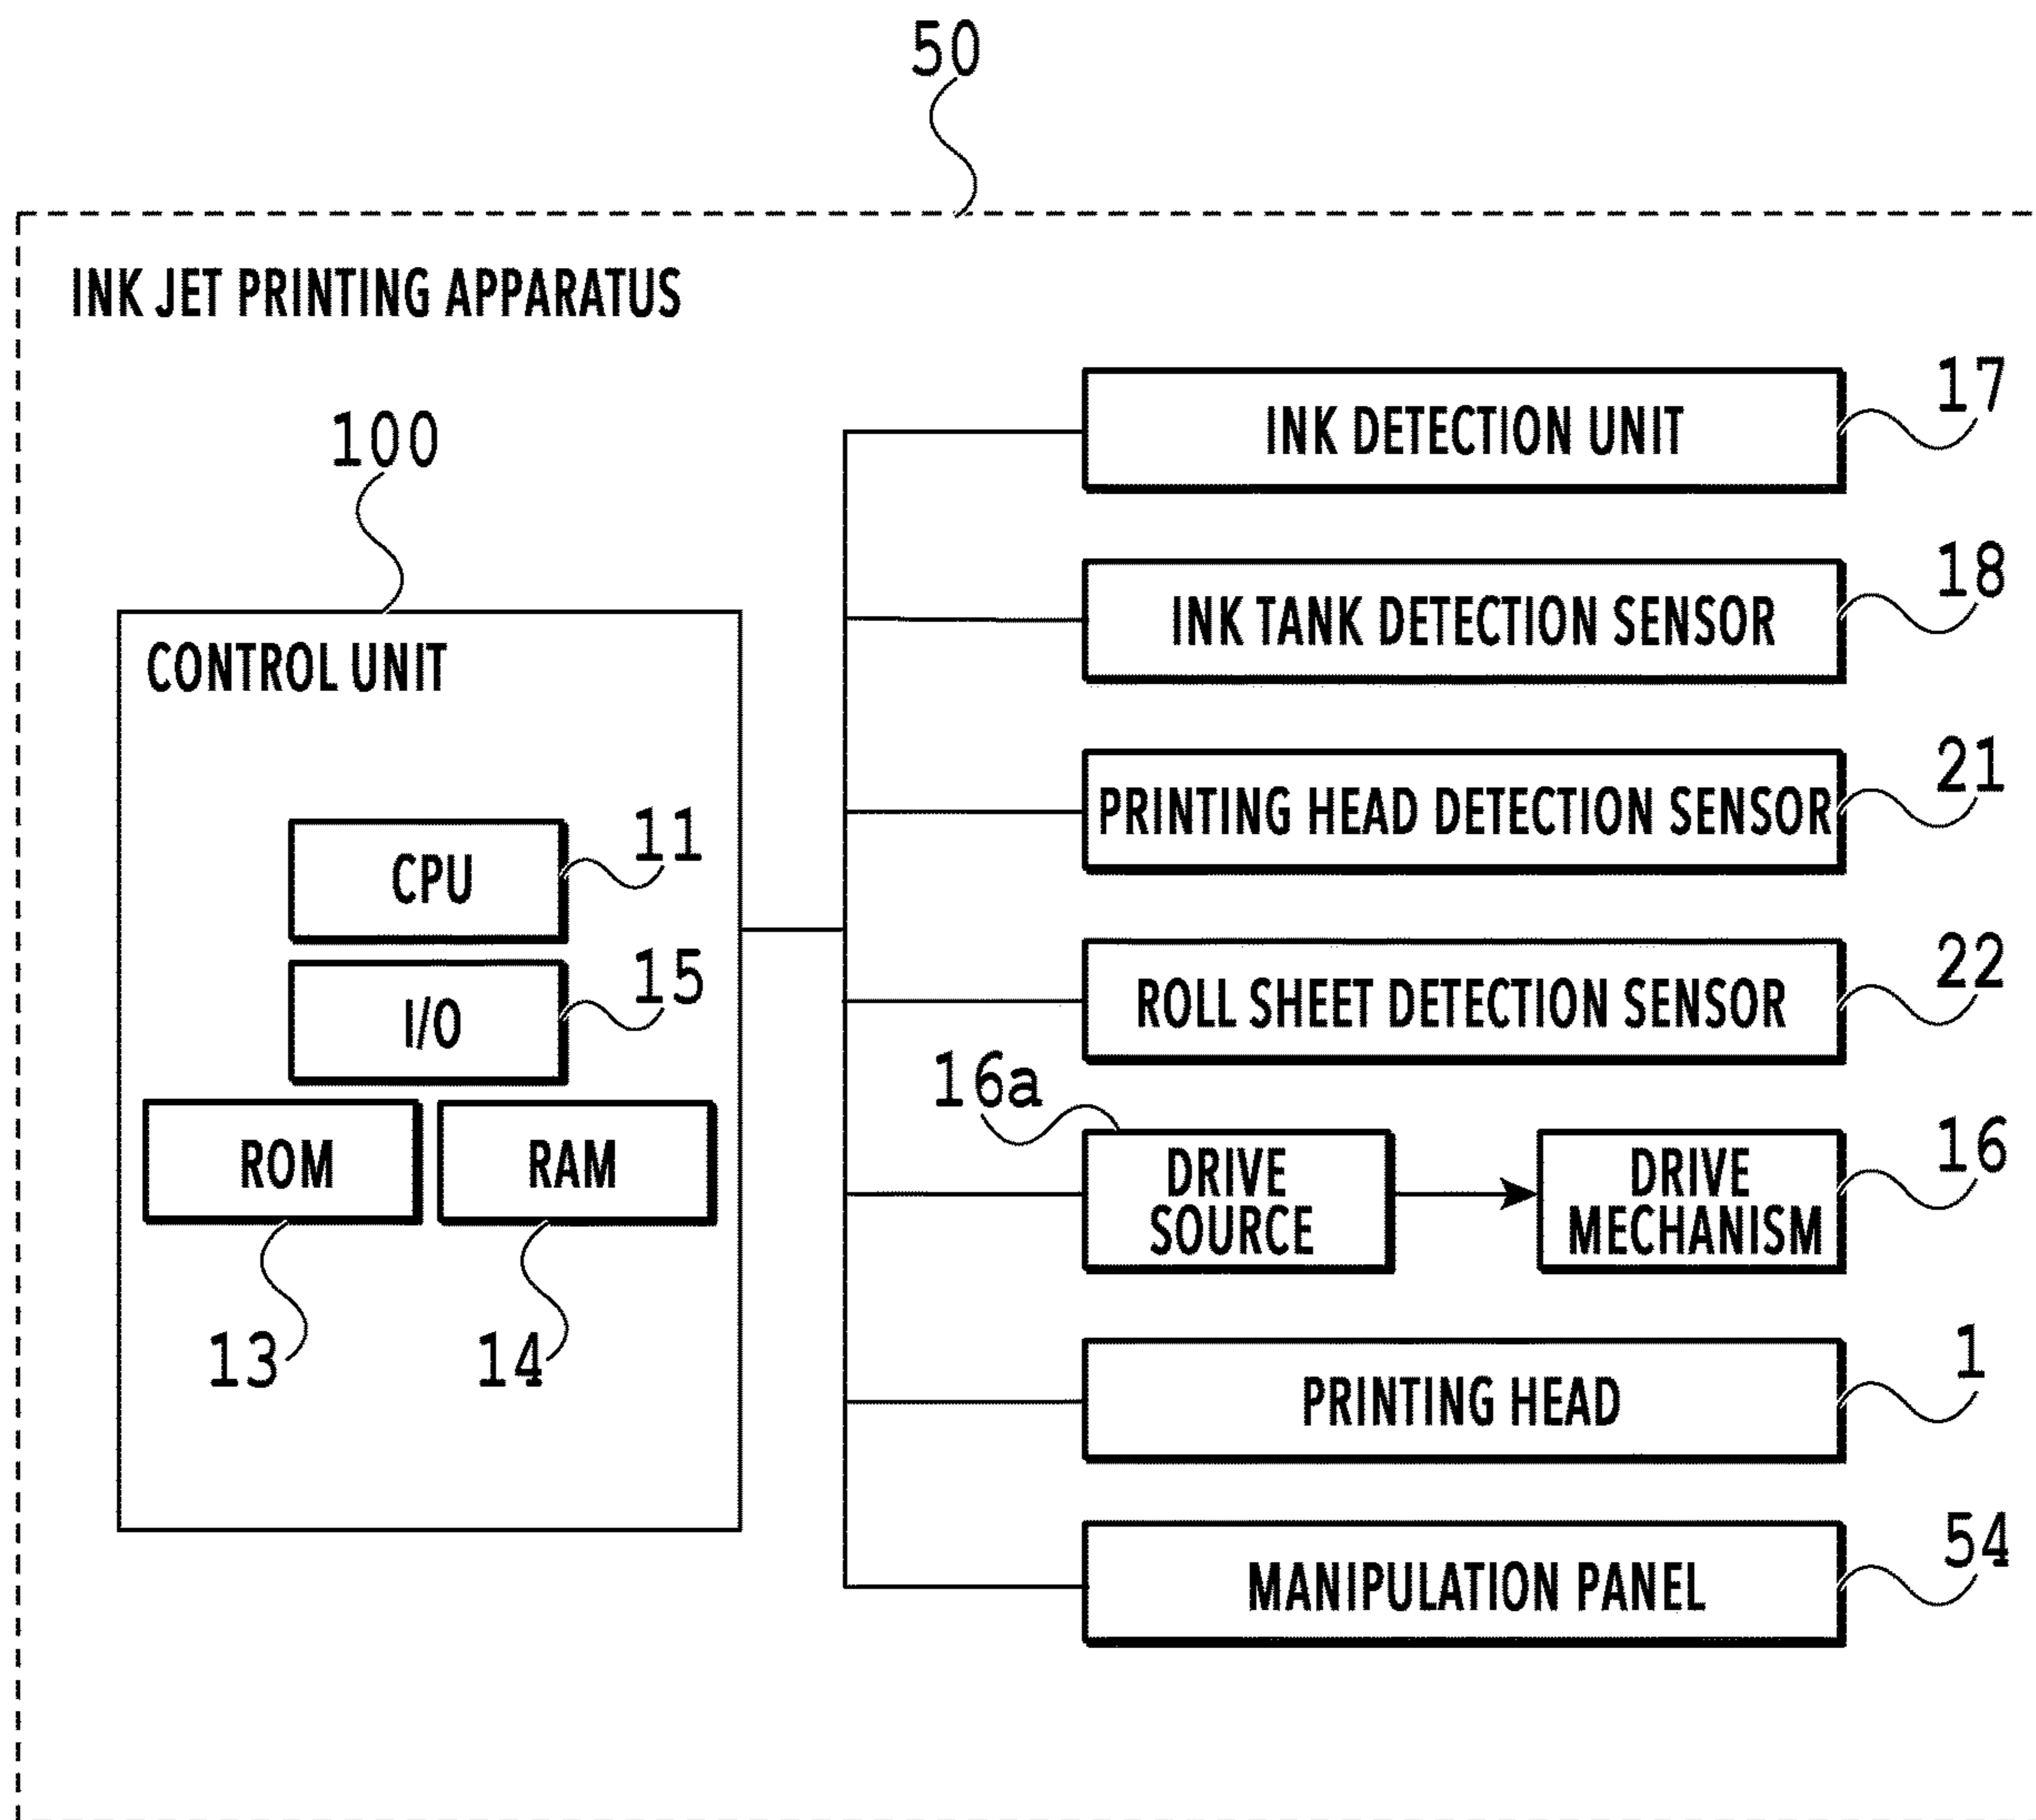 50
INK JET PRINTING APPARATUS
100
CONTROL UNIT
CPU
11
I/O
15
ROM
RAM
13
14
INK DETECTION UNIT
17
INK TANK DETECTION SENSOR
18
PRINTING HEAD DETECTION SENSOR
21
ROLL SHEET DETECTION SENSOR
22
16a
DRIVE
SOURCE
DRIVE
MECHANISM
16
PRINTING HEAD
1
MANIPULATION PANEL
54